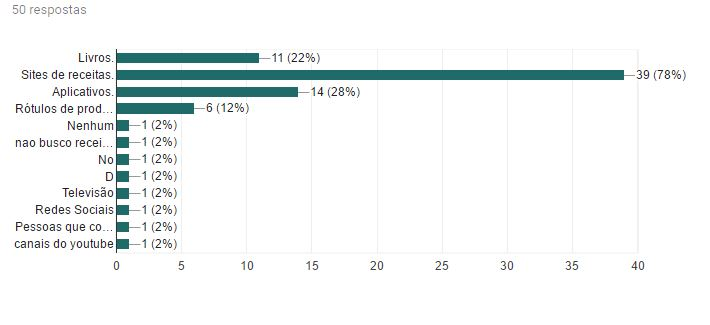 50 respostas
Livros. 11 (22%)
Sites de receitas. 39 (78%)
Aplicativos. 14 (28%)
Rótulos de prod… 6 (12%)
Nenhum 1 (2%)
nao busco recei… 1 (2%)
No 1 (2%)
D 1 (2%)
Televisão 1 (2%)
Redes Sociais 1 (2%)
Pessoas que co… 1 (2%)
canais do youtube 1 (2%)
0 5 10 15 20 25 30 35 40